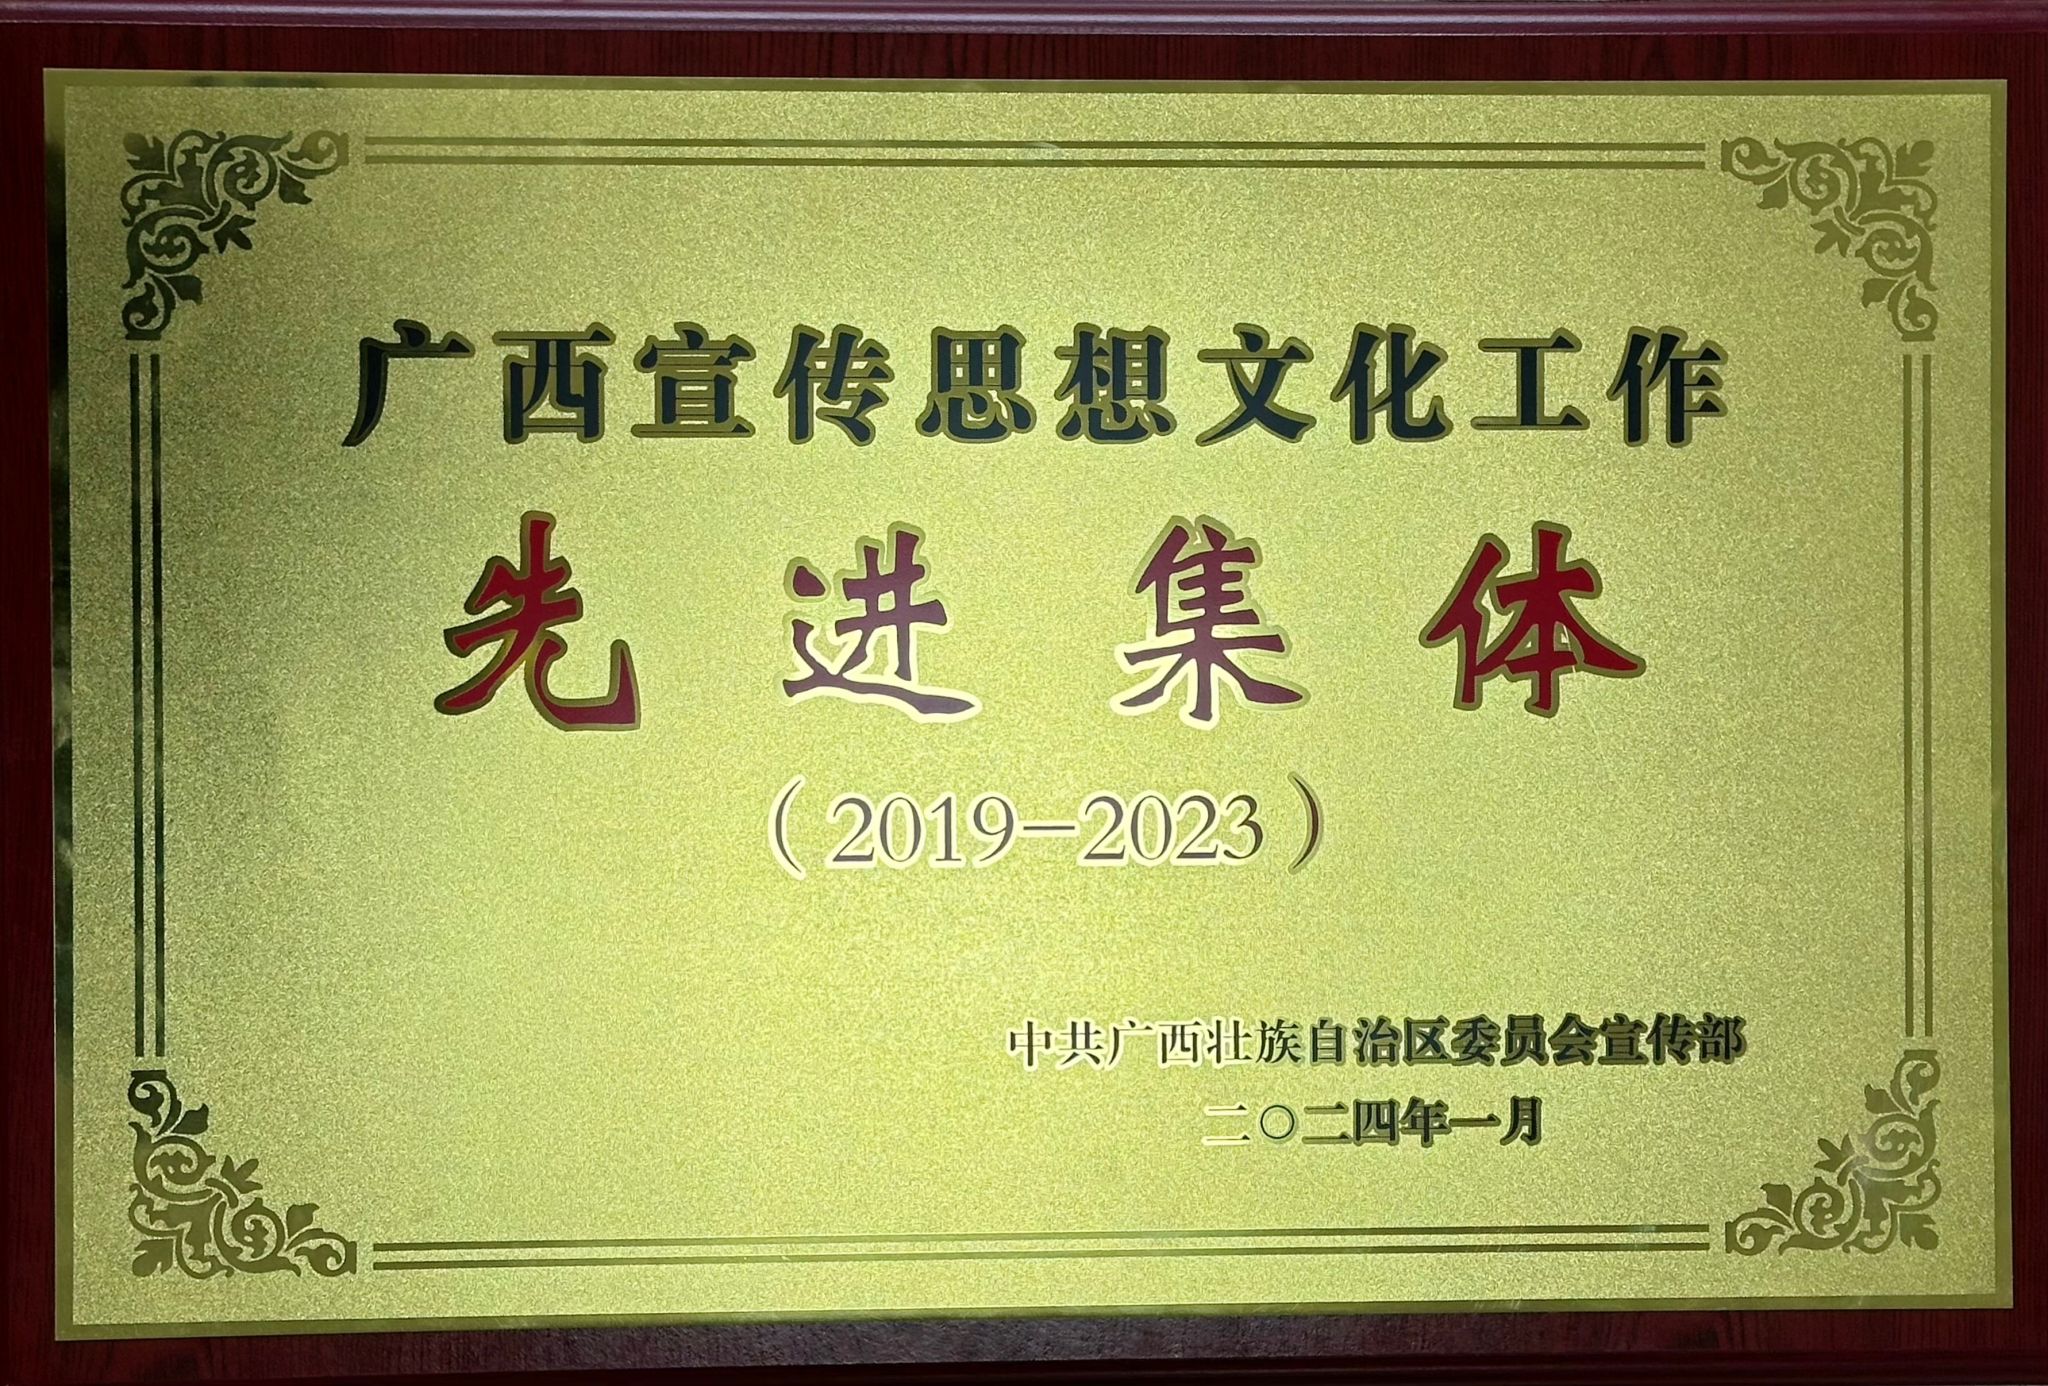 广西宣传思想文化工作
先进集体
（2019-2023）
中共广西壮族自治区委员会宣传部
二〇二四年一月